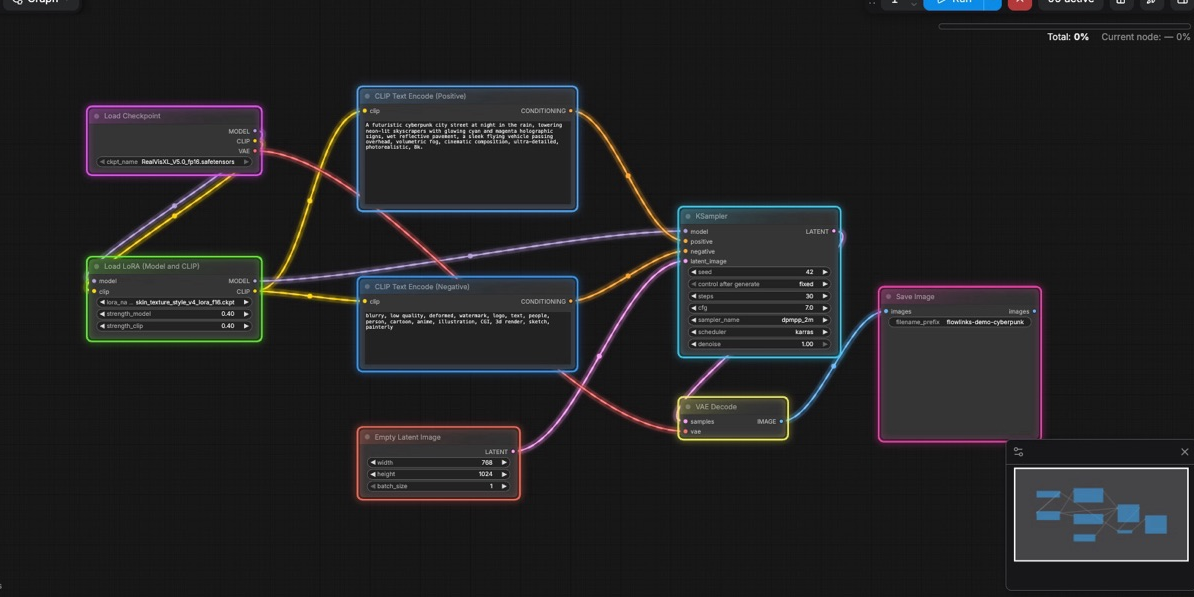 Graph
1
Run
active
Total: 0% Current node: — 0%
Load Checkpoint
MODEL
CLIP
VAE
ckpt_name RealVisXL_V5.0_fp16.safetensors
Load LoRA (Model and CLIP)
model MODEL
clip CLIP
lora_na... skin_texture_style_v4_lora_f16.ckpt
strength_model 0.40
strength_clip 0.40
CLIP Text Encode (Positive)
clip CONDITIONING
A futuristic cyberpunk city street at night in the rain, towering
neon-lit skyscrapers with glowing cyan and magenta holographic
signs, wet reflective pavement, a sleek flying vehicle passing
overhead, volumetric fog, cinematic composition, ultra-detailed,
photorealistic, 8k.
CLIP Text Encode (Negative)
clip CONDITIONING
blurry, low quality, deformed, watermark, logo, text, people,
person, cartoon, anime, illustration, CGI, 3d render, sketch,
painterly
Empty Latent Image
LATENT
width 768
height 1024
batch_size 1
KSampler
model LATENT
positive
negative
latent_image
seed 42
control after generate fixed
steps 30
cfg 7.0
sampler_name dpmpp_2m
scheduler karras
denoise 1.00
VAE Decode
samples IMAGE
vae
Save Image
images images
filename_prefix flowlinks-demo-cyberpunk